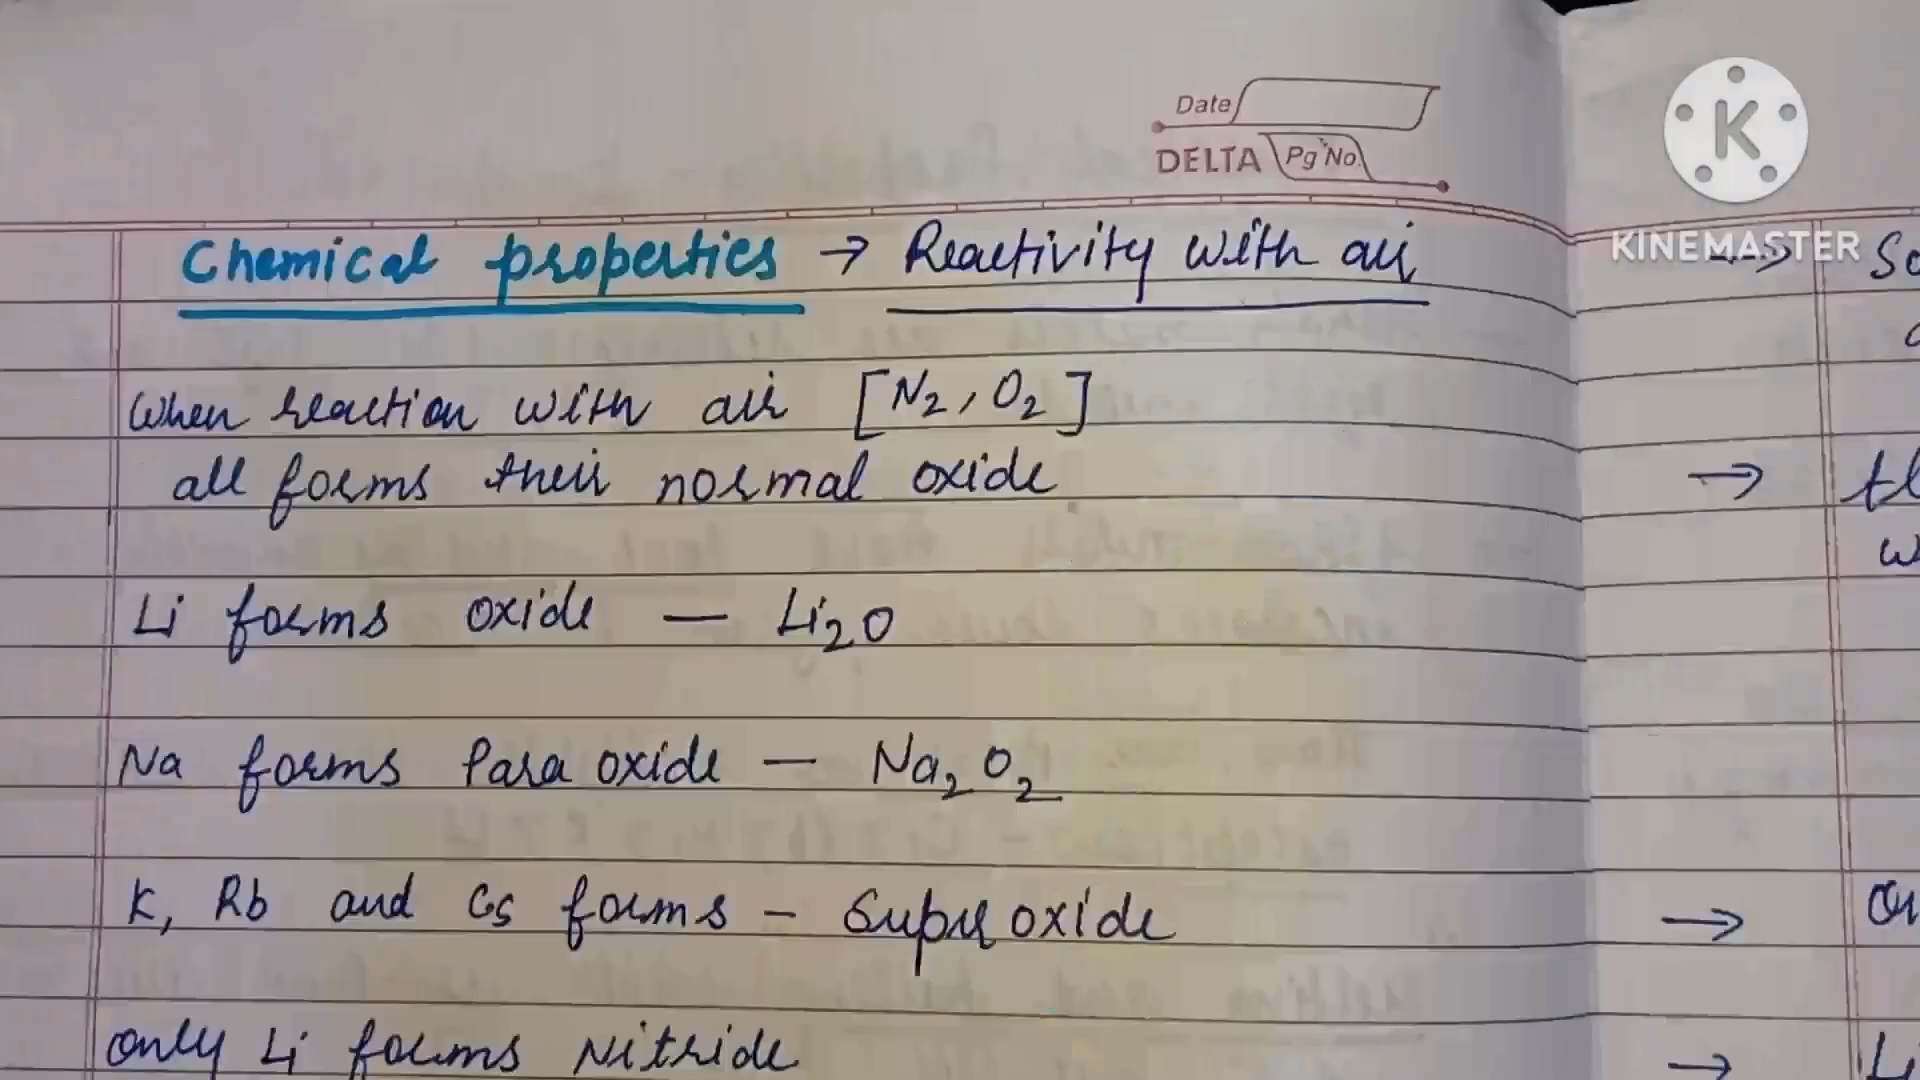 Date
DELTA Pg No.
KINEMASTER
Chemical properties → Reactivity with air
When reaction with air [N2, O2]
all forms their normal oxide
Li forms oxide — Li2O
Na forms Para oxide — Na2O2
K, Rb and Cs forms - Super oxide
only Li forms Nitride
→ So
→
→
→ Li